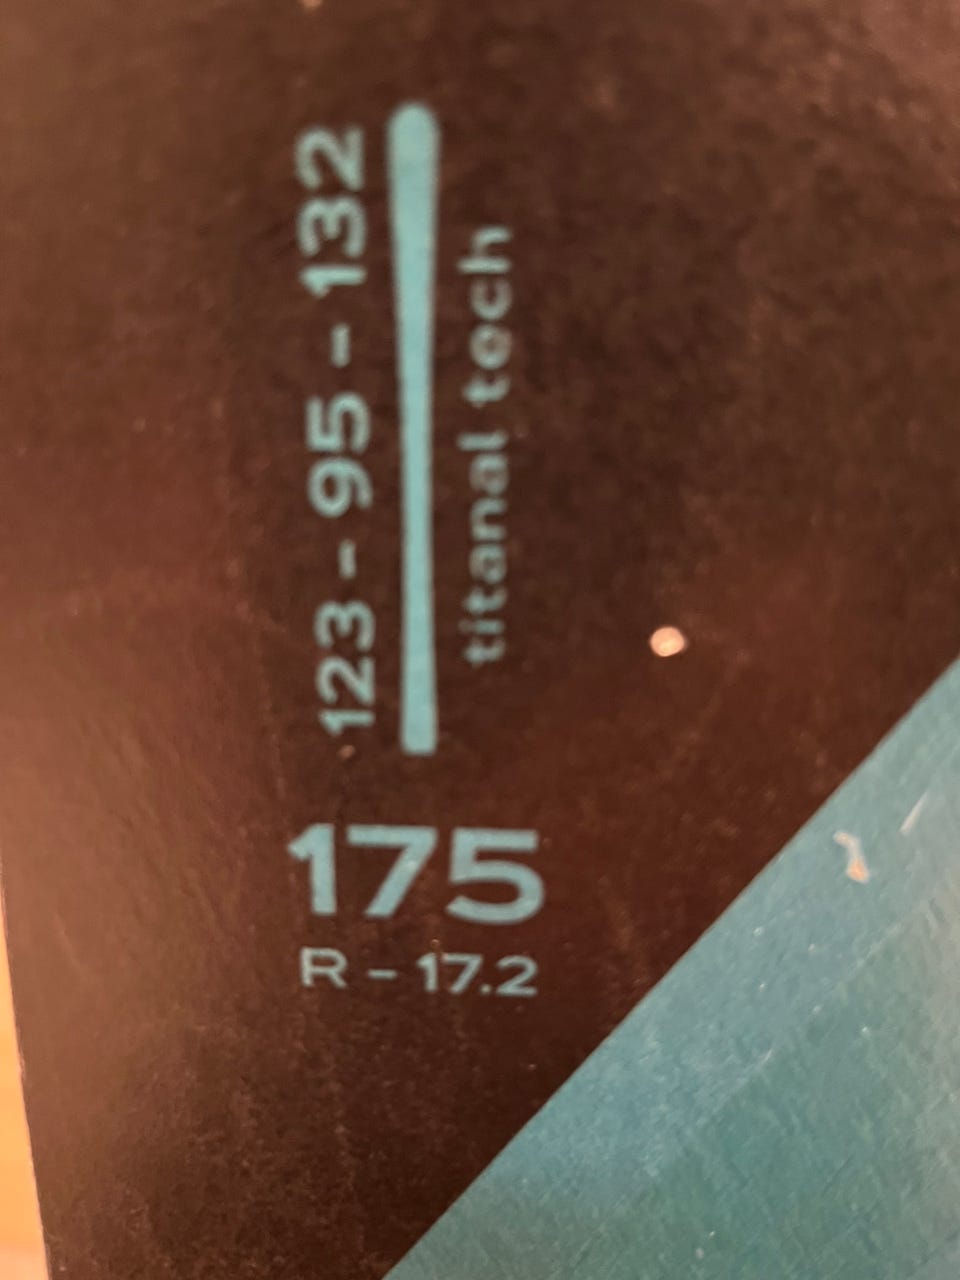 123 - 95 - 132
titanal tech
175
R - 17.2